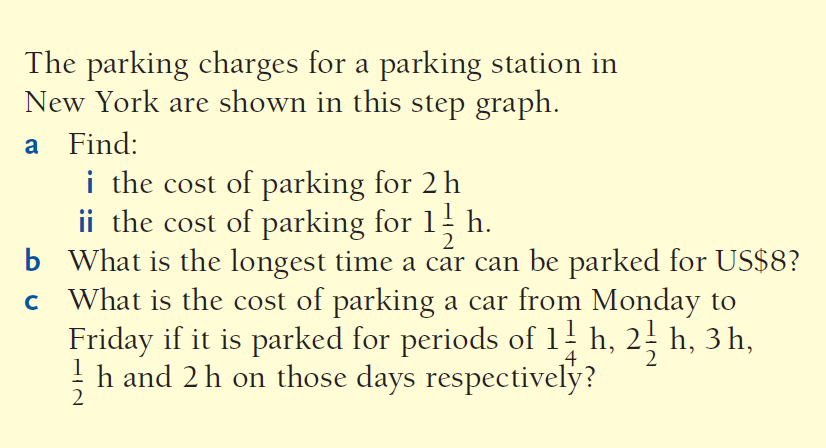 The parking charges for a parking station in
New York are shown in this step graph.
a Find:
i the cost of parking for 2 h
ii the cost of parking for 1 1/2 h.
b What is the longest time a car can be parked for US$8?
c What is the cost of parking a car from Monday to
Friday if it is parked for periods of 1 1/4 h, 2 1/2 h, 3 h,
1/2 h and 2 h on those days respectively?